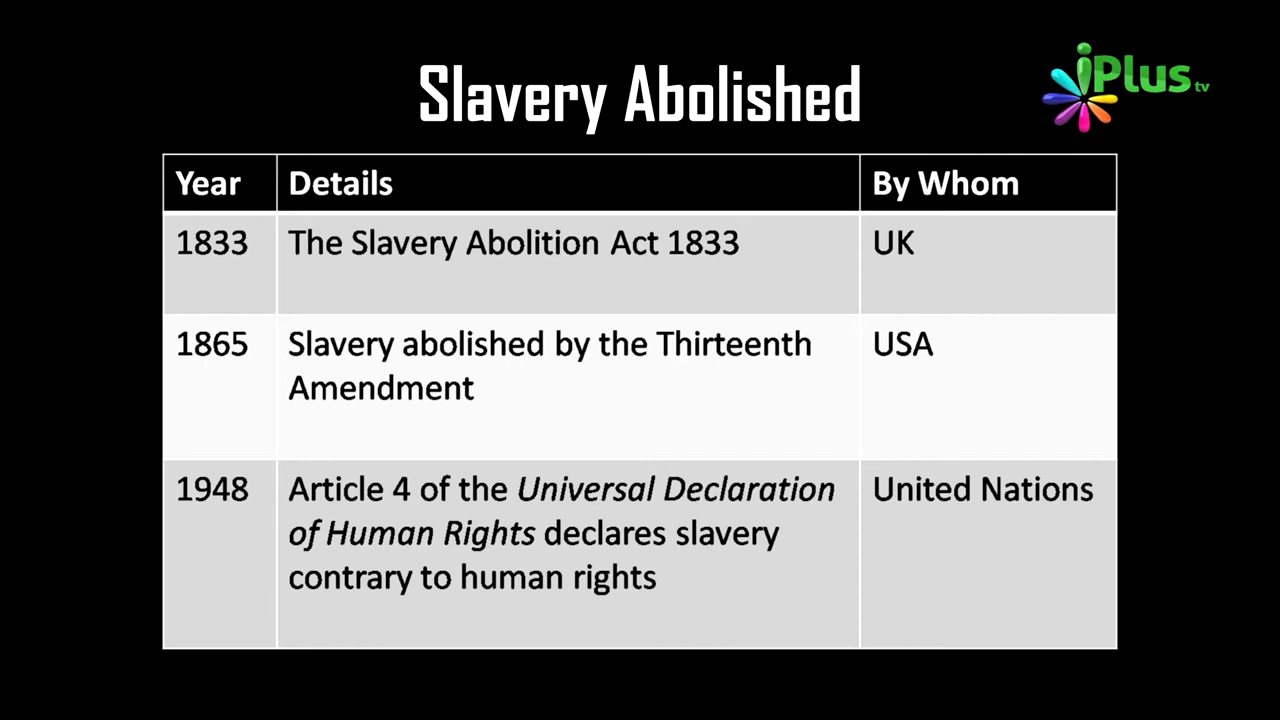 Slavery Abolished
iPlus tv
Year Details By Whom
1833 The Slavery Abolition Act 1833 UK
1865 Slavery abolished by the Thirteenth USA
Amendment
1948 Article 4 of the Universal Declaration United Nations
of Human Rights declares slavery
contrary to human rights